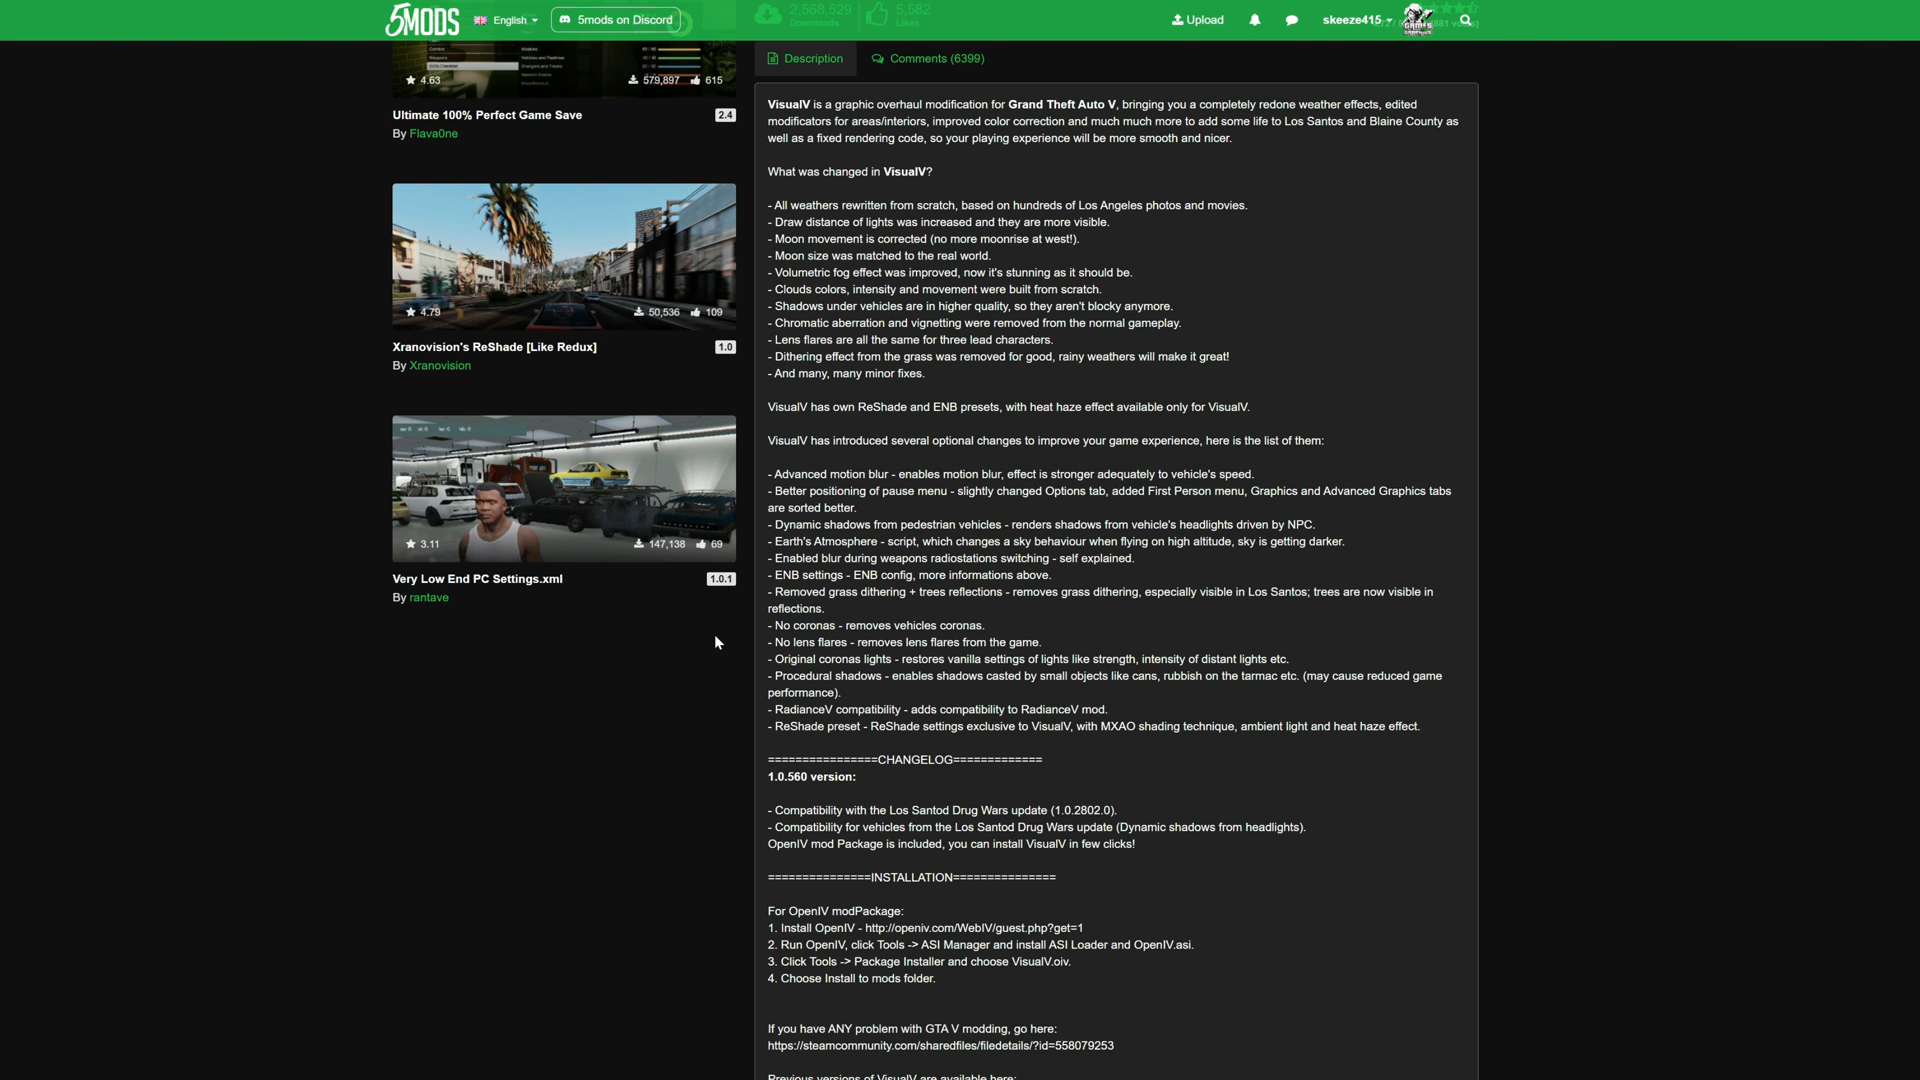 5MODS
English
5mods on Discord
2,568,529
Downloads
5,582
Likes
Upload
skeeze415
Description
Comments (6399)
4.63
579,897
615
Ultimate 100% Perfect Game Save
2.4
By Flava0ne
4.79
50,536
109
Xranovision's ReShade [Like Redux]
1.0
By Xranovision
3.11
147,138
69
Very Low End PC Settings.xml
1.0.1
By rantave
VisualV is a graphic overhaul modification for Grand Theft Auto V, bringing you a completely redone weather effects, edited
modificators for areas/interiors, improved color correction and much much more to add some life to Los Santos and Blaine County as
well as a fixed rendering code, so your playing experience will be more smooth and nicer.
What was changed in VisualV?
- All weathers rewritten from scratch, based on hundreds of Los Angeles photos and movies.
- Draw distance of lights was increased and they are more visible.
- Moon movement is corrected (no more moonrise at west!).
- Moon size was matched to the real world.
- Volumetric fog effect was improved, now it's stunning as it should be.
- Clouds colors, intensity and movement were built from scratch.
- Shadows under vehicles are in higher quality, so they aren't blocky anymore.
- Chromatic aberration and vignetting were removed from the normal gameplay.
- Lens flares are all the same for three lead characters.
- Dithering effect from the grass was removed for good, rainy weathers will make it great!
- And many, many minor fixes.
VisualV has own ReShade and ENB presets, with heat haze effect available only for VisualV.
VisualV has introduced several optional changes to improve your game experience, here is the list of them:
- Advanced motion blur - enables motion blur, effect is stronger adequately to vehicle's speed.
- Better positioning of pause menu - slightly changed Options tab, added First Person menu, Graphics and Advanced Graphics tabs
are sorted better.
- Dynamic shadows from pedestrian vehicles - renders shadows from vehicle's headlights driven by NPC.
- Earth's Atmosphere - script, which changes a sky behaviour when flying on high altitude, sky is getting darker.
- Enabled blur during weapons radiostations switching - self explained.
- ENB settings - ENB config, more informations above.
- Removed grass dithering + trees reflections - removes grass dithering, especially visible in Los Santos; trees are now visible in
reflections.
- No coronas - removes vehicles coronas.
- No lens flares - removes lens flares from the game.
- Original coronas lights - restores vanilla settings of lights like strength, intensity of distant lights etc.
- Procedural shadows - enables shadows casted by small objects like cans, rubbish on the tarmac etc. (may cause reduced game
performance).
- RadianceV compatibility - adds compatibility to RadianceV mod.
- ReShade preset - ReShade settings exclusive to VisualV, with MXAO shading technique, ambient light and heat haze effect.
================CHANGELOG=============
1.0.560 version:
- Compatibility with the Los Santod Drug Wars update (1.0.2802.0).
- Compatibility for vehicles from the Los Santod Drug Wars update (Dynamic shadows from headlights).
OpenIV mod Package is included, you can install VisualV in few clicks!
===============INSTALLATION===============
For OpenIV modPackage:
1. Install OpenIV - http://openiv.com/WebIV/guest.php?get=1
2. Run OpenIV, click Tools -> ASI Manager and install ASI Loader and OpenIV.asi.
3. Click Tools -> Package Installer and choose VisualV.oiv.
4. Choose Install to mods folder.
If you have ANY problem with GTA V modding, go here:
https://steamcommunity.com/sharedfiles/filedetails/?id=558079253
Previous versions of VisualV are available here: